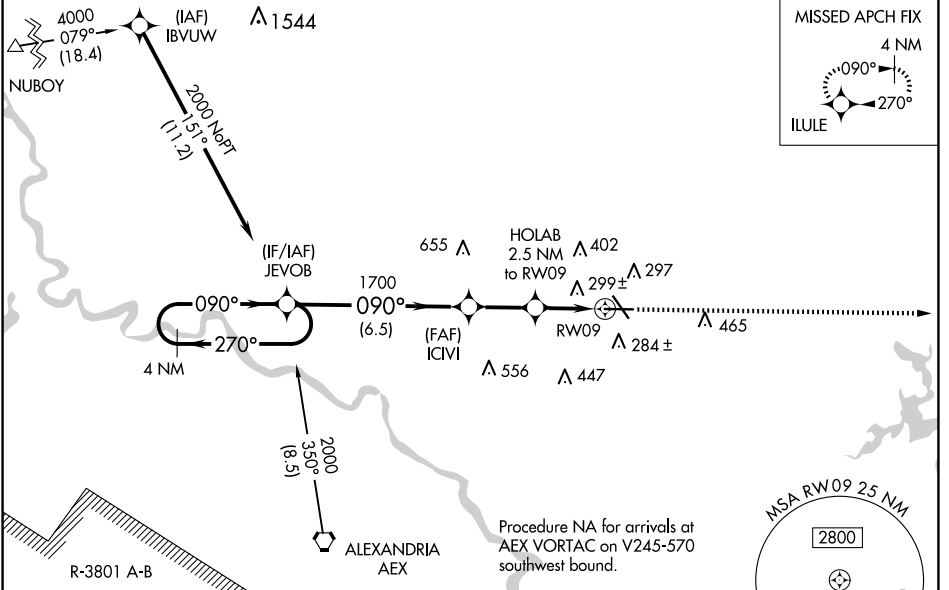 4000
079°
(18.4)
NUBOY
(IAF)
IBVUW
1544
MISSED APCH FIX
4 NM
090°
270°
ILULE
2000 NoPT
151°
(11.2)
(IF/IAF)
JEVOB
655
HOLAB
2.5 NM
to RW09
402
299±
297
090°
1700
090°
(6.5)
(FAF)
ICIVI
RW09
465
284±
270°
4 NM
556
447
2000
350°
(8.5)
ALEXANDRIA
AEX
Procedure NA for arrivals at
AEX VORTAC on V245-570
southwest bound.
R-3801 A-B
MSA RW09 25 NM
2800